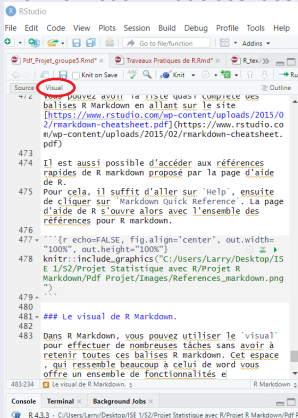 RStudio
File Edit Code View Plots Session Build Debug Profile Tools Help
Go to file/function Addins
Pdf_Projet_groupe5.Rmd* Travaux Pratiques de R.Rmd* R_tex.
Knit on Save Knit Ru
Source Visual Outline
472 vous pouvez avoir la liste quasi complète des
balises R Markdown en allant sur le site
[https://www.rstudio.com/wp-content/uploads/2015/0
2/rmarkdown-cheatsheet.pdf](https://www.rstudio.co
m/wp-content/uploads/2015/02/rmarkdown-cheatsheet.
pdf)
473
474 Il est aussi possible d'accéder aux références
rapides de R markdown proposé par la page d'aide
de R.
475 Pour cela, il suffit d'aller sur `Help`, ensuite
de cliquer sur `Markdown Quick Reference`. La page
d'aide de R s'ouvre alors avec l'ensemble des
références pour R markdown.
476
477 ```{r echo=FALSE, fig.align='center', out.width=
"100%", out.height="100%"}
478 knitr::include_graphics("C:/Users/Larry/Desktop/IS
E 1/S2/Projet Statistique avec R/Projet R
Markdown/Pdf Projet/Images/References_markdown.png
")
479 ```
480
481 ### Le visual de R Markdown.
482
483 Dans R Markdown, vous pouvez utiliser le `visual`
pour effectuer de nombreuses tâches sans avoir à
retenir toutes ces balises R markdown. Cet espace
, qui ressemble beaucoup à celui de word vous
offre un ensemble de fonctionnalités e
483:234 Le visual de R Markdown. R Markdown
Console Terminal Background Jobs
R 4.3.3 · C:/Users/Larry/Desktop/ISE 1/S2/Projet Statistique avec R/Projet R Mar